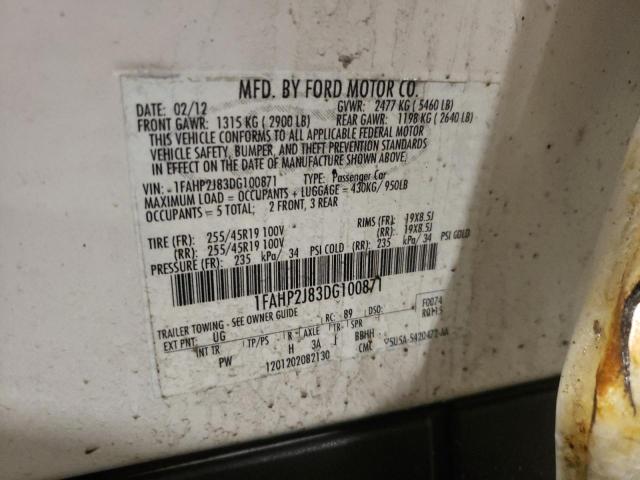 MFD. BY FORD MOTOR CO.
DATE: 02/12 GVWR: 2477 KG ( 5460 LB)
FRONT GAWR: 1315 KG ( 2900 LB) REAR GAWR: 1198 KG ( 2640 LB)
THIS VEHICLE CONFORMS TO ALL APPLICABLE FEDERAL MOTOR
VEHICLE SAFETY, BUMPER, AND THEFT PREVENTION STANDARDS
IN EFFECT ON THE DATE OF MANUFACTURE SHOWN ABOVE.
VIN: 1FAHP2J83DG100871 TYPE: Passenger Car
MAXIMUM LOAD = OCCUPANTS + LUGGAGE = 430KG/ 950LB
OCCUPANTS = 5 TOTAL; 2 FRONT, 3 REAR
TIRE (FR): 255/45R19 100V RIMS (FR): 19X8.5J
(RR): 255/45R19 100V (RR): 19X8.5J
PRESSURE (FR): 235 kPa/ 34 PSI COLD (RR): 235 kPa/ 34 PSI COLD
1FAHP2J83DG100871
F0074
TRAILER TOWING - SEE OWNER GUIDE RC: B9 DSO:
EXT PNT: UG R- AXLE TR- SPR
INT TR TP/PS H 3A J BBHH
PW 1201202082130